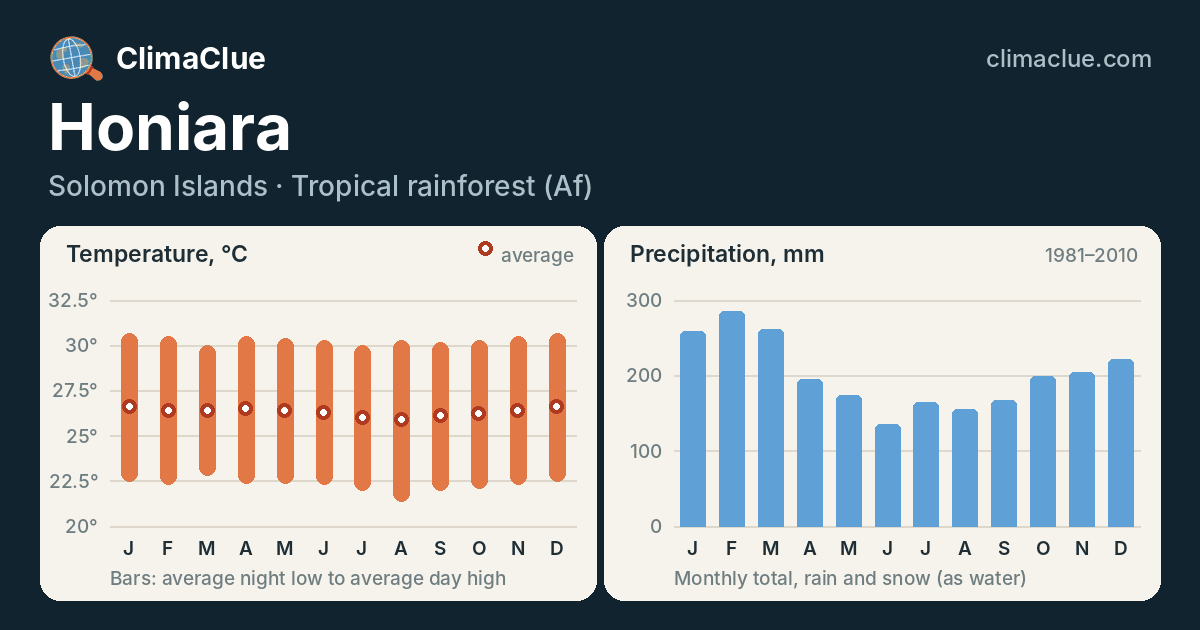 ClimaClue
climaclue.com
Honiara
Solomon Islands · Tropical rainforest (Af)
Temperature, °C
average
32.5°
30°
27.5°
25°
22.5°
20°
J F M A M J J A S O N D
Bars: average night low to average day high
Precipitation, mm
1981–2010
300
200
100
0
J F M A M J J A S O N D
Monthly total, rain and snow (as water)